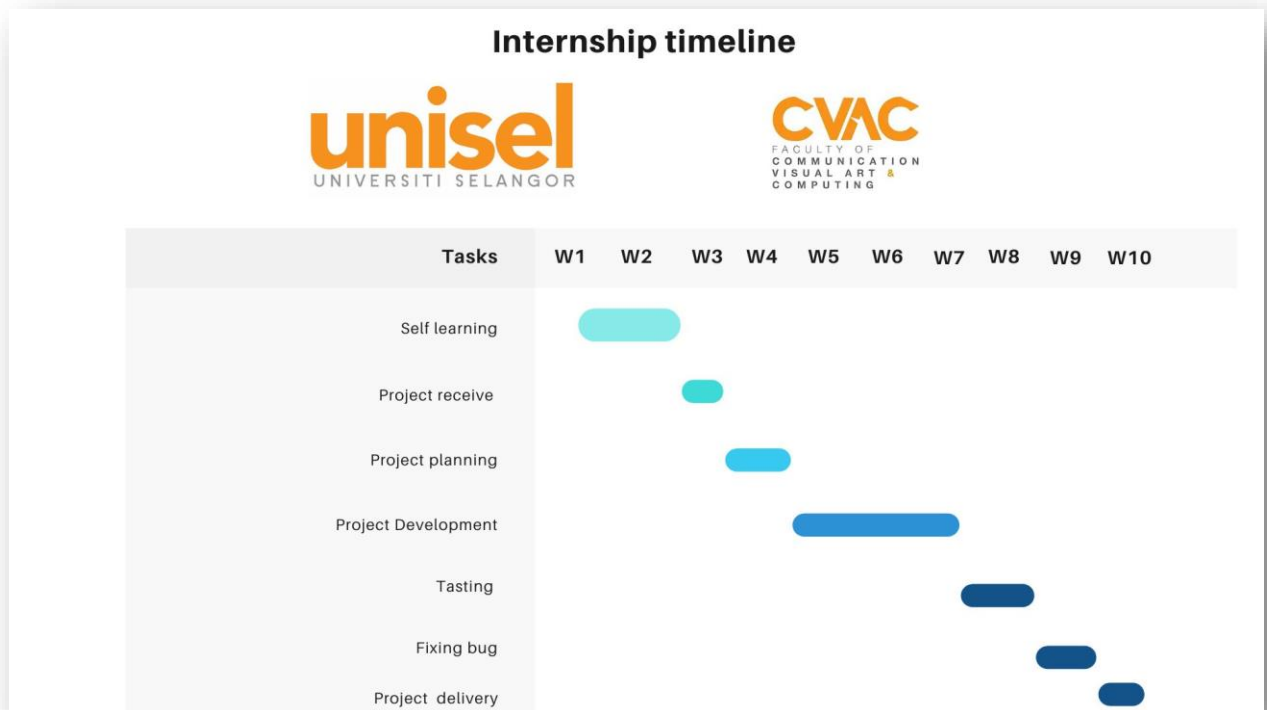 Internship timeline
unisel
UNIVERSITI SELANGOR
CVAC
FACULTY OF
COMMUNICATION
VISUAL ART &
COMPUTING
Tasks W1 W2 W3 W4 W5 W6 W7 W8 W9 W10
Self learning
Project receive
Project planning
Project Development
Tasting
Fixing bug
Project delivery